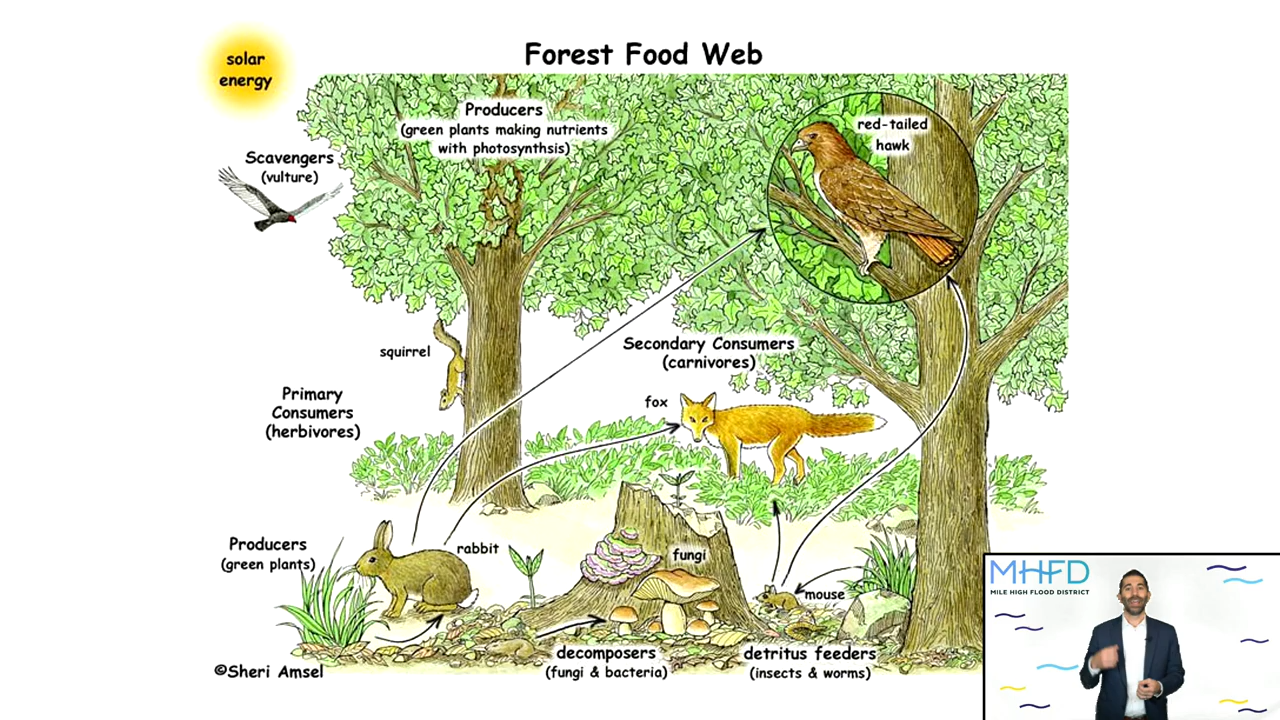 Forest Food Web
solar
energy
Producers
(green plants making nutrients
with photosynthsis)
red-tailed
hawk
Scavengers
(vulture)
squirrel
Secondary Consumers
(carnivores)
Primary
Consumers
(herbivores)
fox
Producers
(green plants)
rabbit
fungi
mouse
decomposers
(fungi & bacteria)
detritus feeders
(insects & worms)
©Sheri Amsel
MHFD
MILE HIGH FLOOD DISTRICT